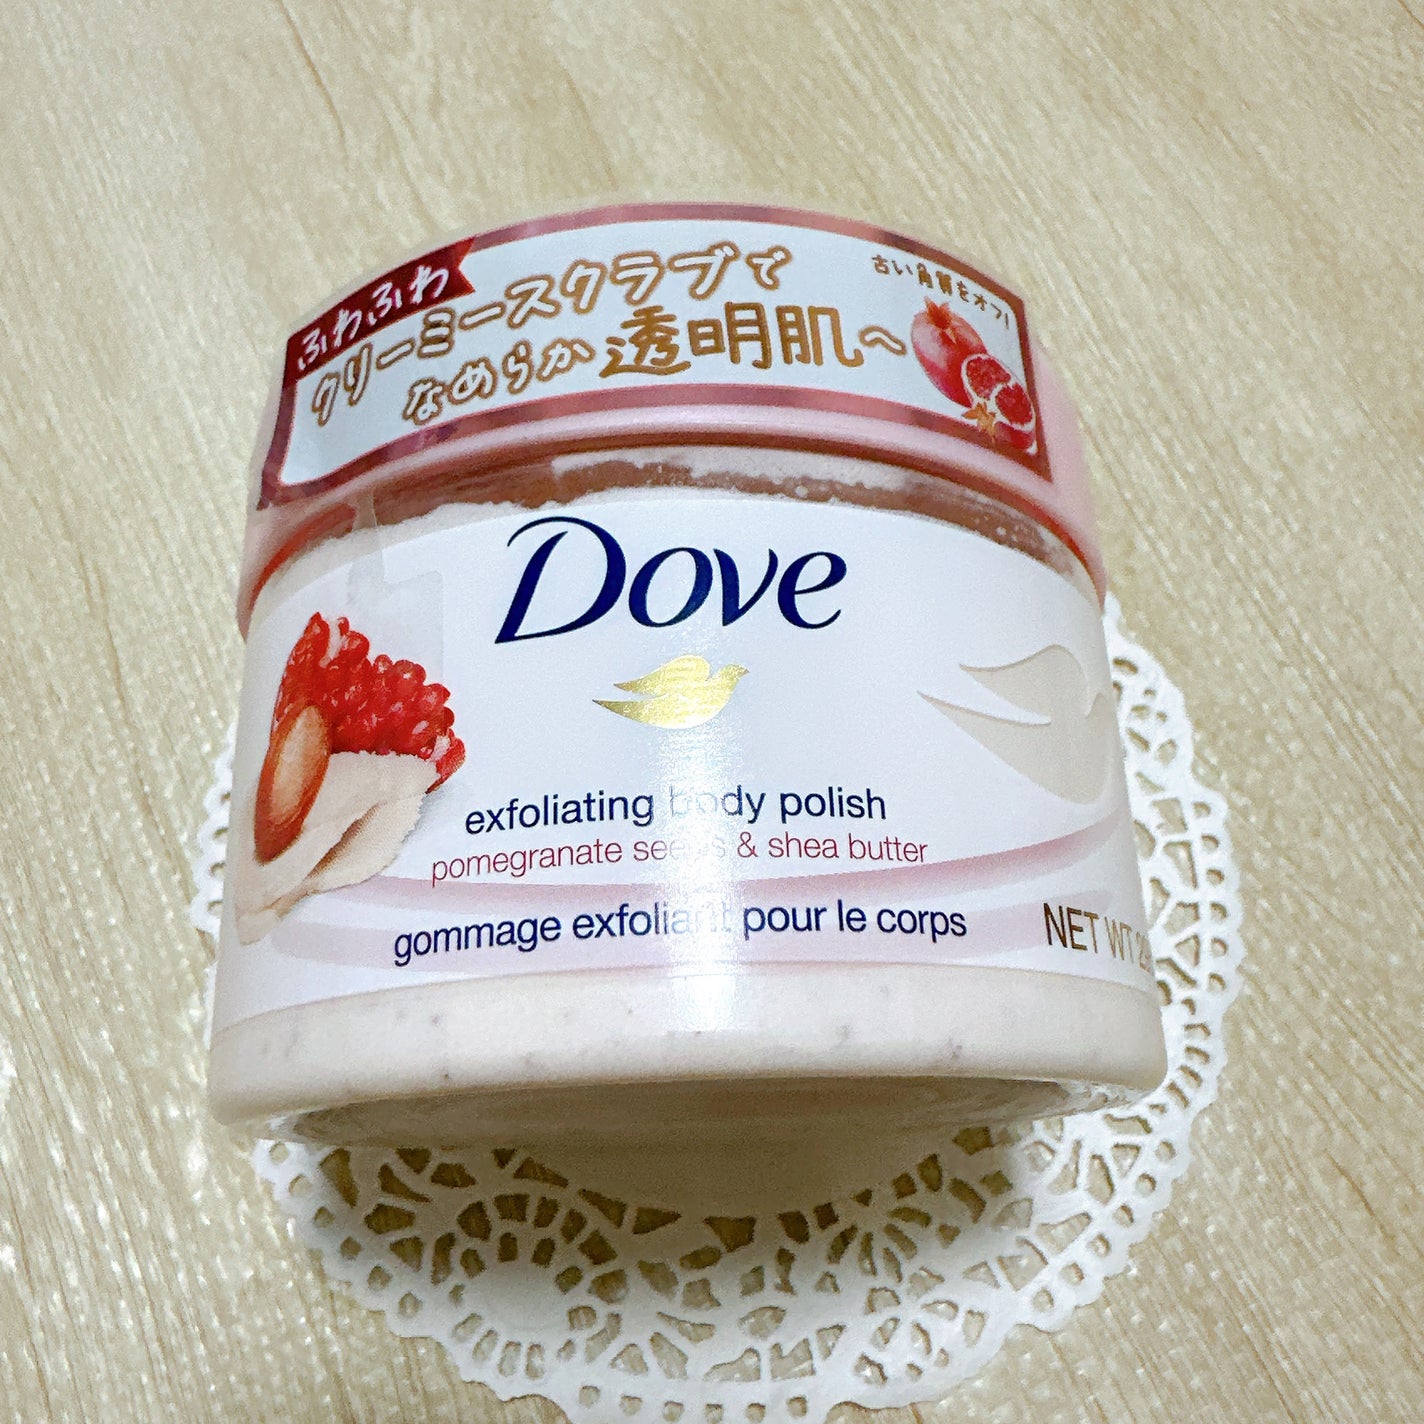 ふわふわ
クリーミースクラブで
なめらか透明肌へ
古い角質をオフ!
Dove
exfoliating body polish
pomegranate seeds & shea butter
gommage exfoliant pour le corps
NET WT